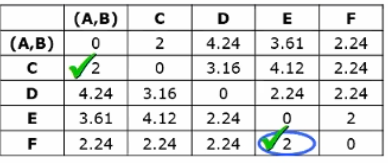 (A,B) C D E F
(A,B) 0 2 4.24 3.61 2.24
C 2 0 3.16 4.12 2.24
D 4.24 3.16 0 2.24 2.24
E 3.61 4.12 2.24 0 2
F 2.24 2.24 2.24 2 0